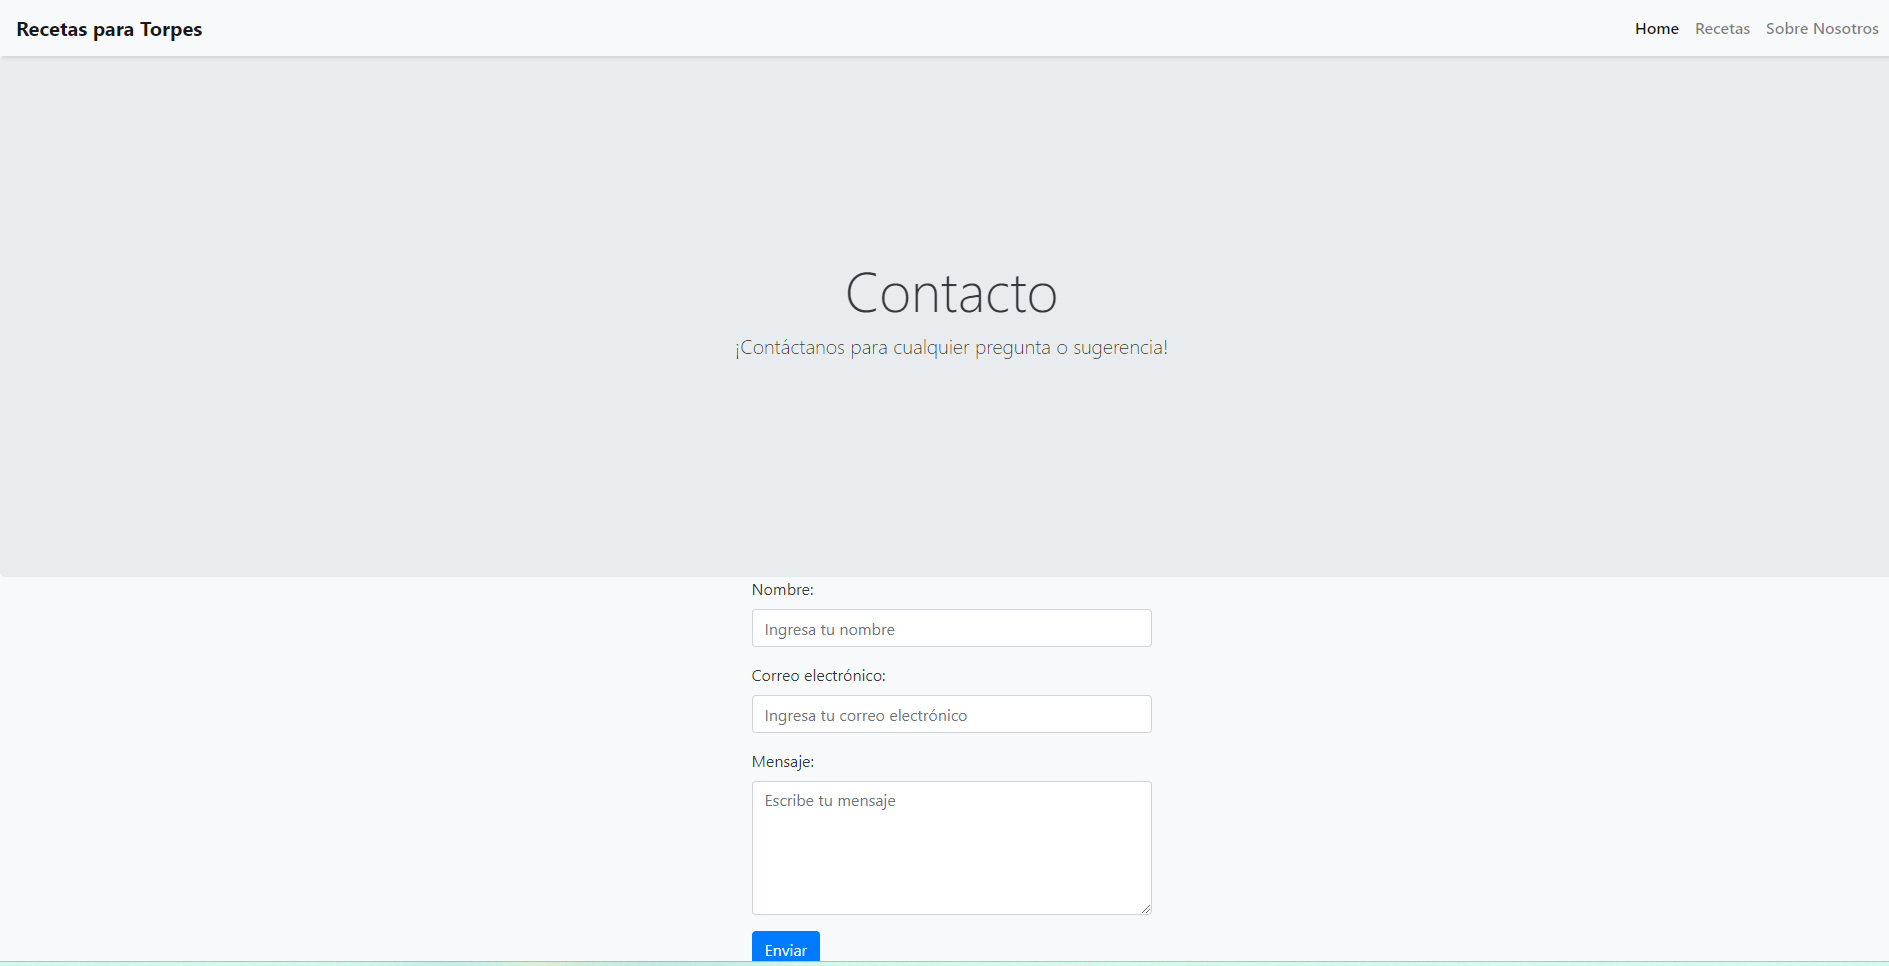 Recetas para Torpes
Home Recetas Sobre Nosotros
Contacto
¡Contáctanos para cualquier pregunta o sugerencia!
Nombre:
Ingresa tu nombre
Correo electrónico:
Ingresa tu correo electrónico
Mensaje:
Escribe tu mensaje
Enviar